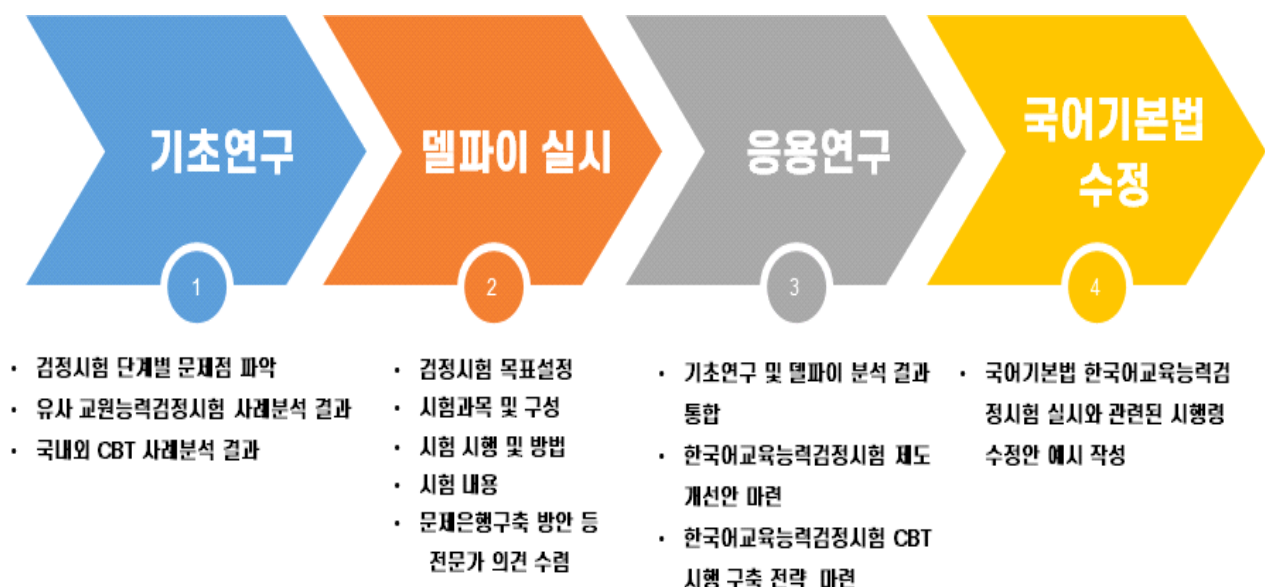 기초연구
델파이 실시
응용연구
국어기본법
수정
1
2
3
4
• 검정시험 단계별 문제점 파악
• 유사 교원능력검정시험 사례분석 결과
• 국내외 CBT 사례분석 결과
• 검정시험 목표설정
• 시험과목 및 구성
• 시험 시행 및 방법
• 시험 내용
• 문제은행구축 방안 등
전문가 의견 수렴
• 기초연구 및 델파이 분석 결과
통합
• 한국어교육능력검정시험 제도
개선안 마련
• 한국어교육능력검정시험 CBT
시행 구축 전략 마련
• 국어기본법 한국어교육능력검
정시험 실시와 관련된 시행령
수정안 예시 작성